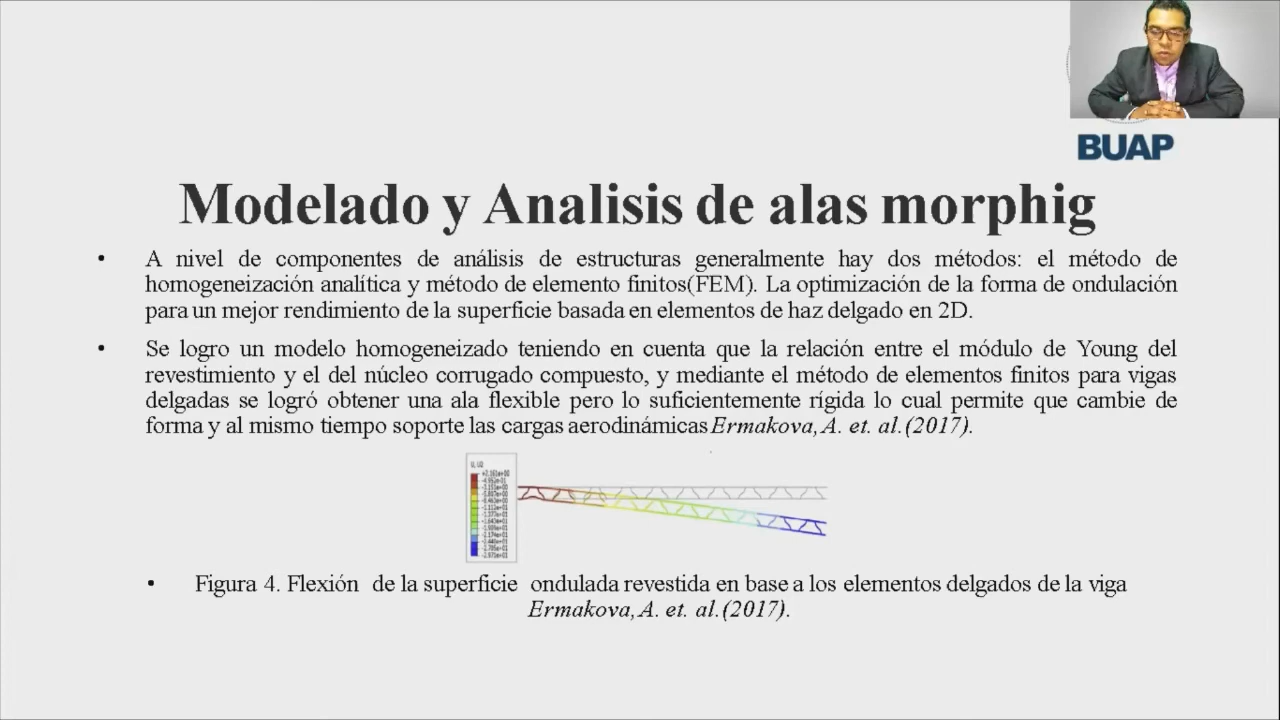 BUAP
Modelado y Analisis de alas morphig
• A nivel de componentes de análisis de estructuras generalmente hay dos métodos: el método de
homogeneización analítica y método de elemento finitos(FEM). La optimización de la forma de ondulación
para un mejor rendimiento de la superficie basada en elementos de haz delgado en 2D.
• Se logro un modelo homogeneizado teniendo en cuenta que la relación entre el módulo de Young del
revestimiento y el del núcleo corrugado compuesto, y mediante el método de elementos finitos para vigas
delgadas se logró obtener una ala flexible pero lo suficientemente rígida lo cual permite que cambie de
forma y al mismo tiempo soporte las cargas aerodinámicas Ermakova, A. et. al.(2017).
U, U2
• Figura 4. Flexión de la superficie ondulada revestida en base a los elementos delgados de la viga
Ermakova, A. et. al.(2017).